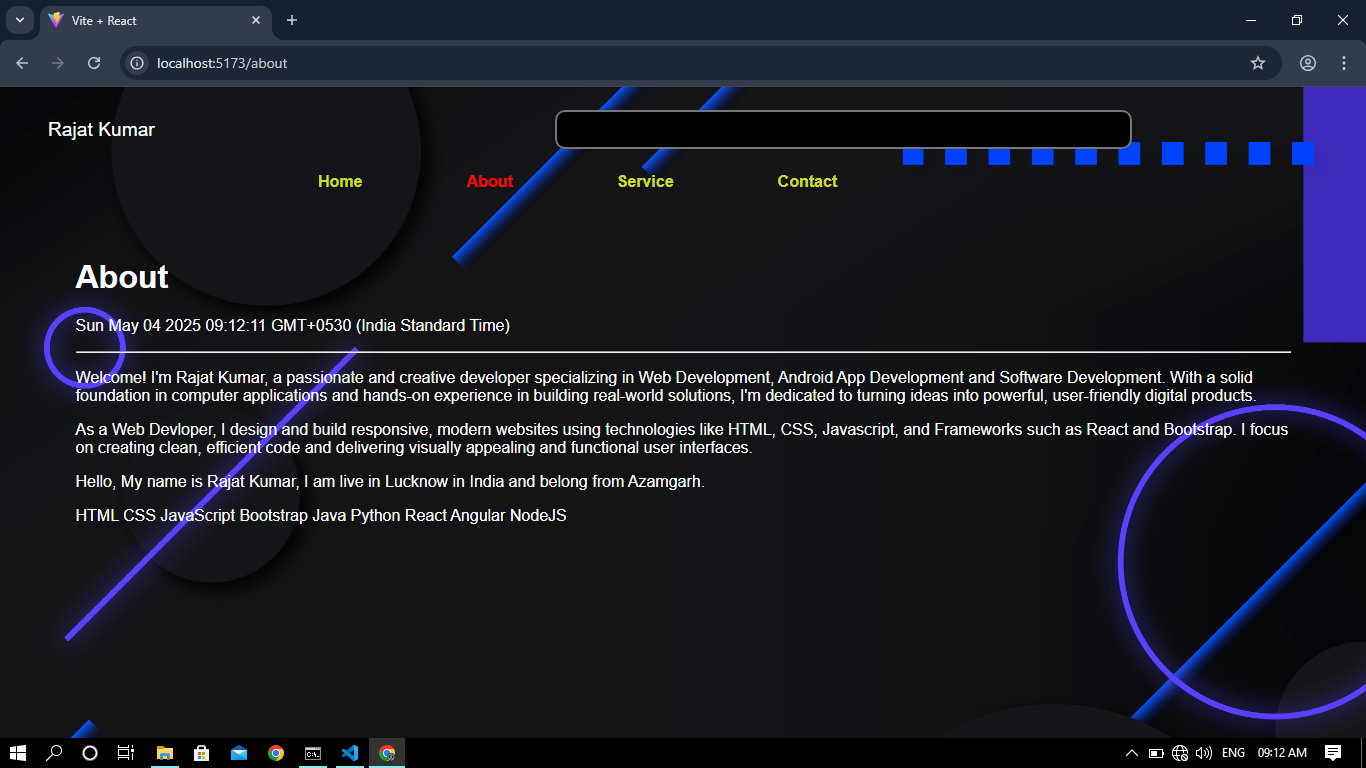 Vite + React
localhost:5173/about
Rajat Kumar
Home About Service Contact
About
Sun May 04 2025 09:12:11 GMT+0530 (India Standard Time)
Welcome! I'm Rajat Kumar, a passionate and creative developer specializing in Web Development, Android App Development and Software Development. With a solid
foundation in computer applications and hands-on experience in building real-world solutions, I'm dedicated to turning ideas into powerful, user-friendly digital products.
As a Web Devloper, I design and build responsive, modern websites using technologies like HTML, CSS, Javascript, and Frameworks such as React and Bootstrap. I focus
on creating clean, efficient code and delivering visually appealing and functional user interfaces.
Hello, My name is Rajat Kumar, I am live in Lucknow in India and belong from Azamgarh.
HTML CSS JavaScript Bootstrap Java Python React Angular NodeJS
ENG 09:12 AM